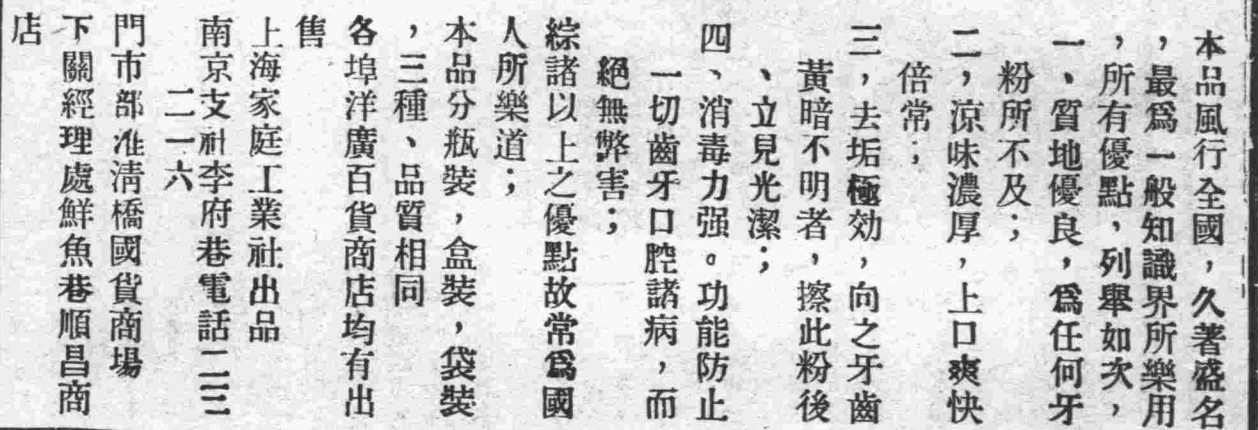 本品風行全國，久著盛名
，最爲一般知識界所樂用
，所有優點，列舉如次，
一、質地優良，爲任何牙
粉所不及；
二，涼味濃厚，上口爽快
倍常；
三，去垢極効，向之牙齒
黃暗不明者，擦此粉後
、立見光潔；
四、消毒力强。功能防止
一切齒牙口腔諸病，而
絕無弊害；
綜諸以上之優點故常爲國
人所樂道；
本品分瓶裝，盒裝，袋裝
，三種、品質相同
各埠洋廣百貨商店均有出
售
上海家庭工業社出品
南京支社李府巷電話二三
二一六
門市部淮清橋國貨商場
下關經理處鮮魚巷順昌商
店